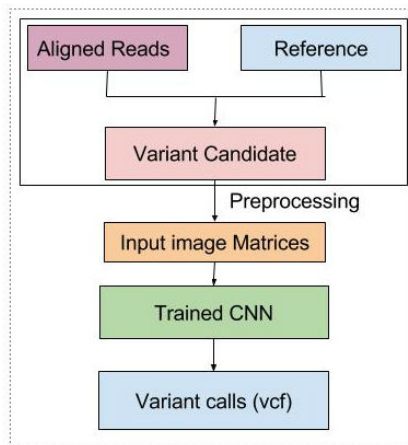 Aligned Reads
Reference
Variant Candidate
Preprocessing
Input image Matrices
Trained CNN
Variant calls (vcf)